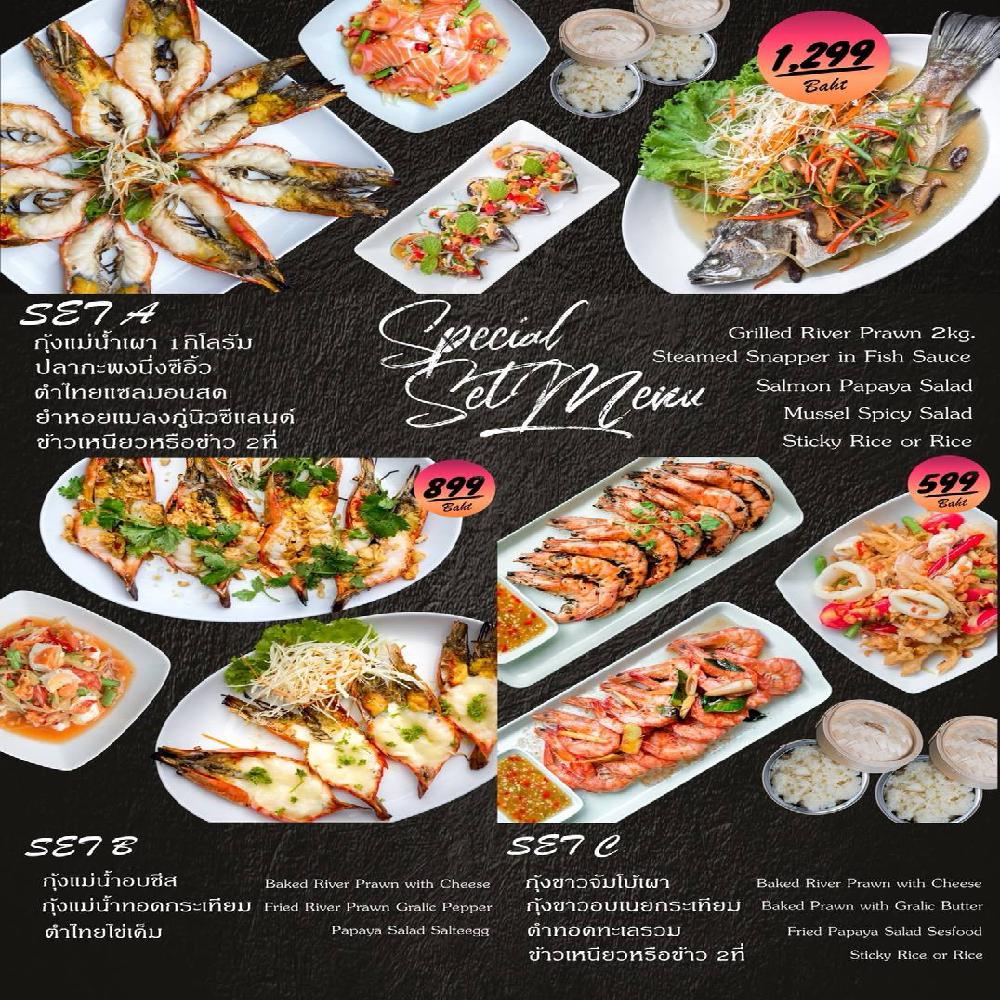 1,299
Baht
SET A
กุ้งแม่น้ำเผา 1กิโลรัม
ปลากะพงนึ่งซีอิ้ว
ตำไทยแซลมอนสด
ยำหอยแมลงภู่นิวซีแลนด์
ข้าวเหนียวหรือข้าว 2ที่
Special
Set Menu
Grilled River Prawn 2kg.
Steamed Snapper in Fish Sauce
Salmon Papaya Salad
Mussel Spicy Salad
Sticky Rice or Rice
899
Baht
599
Baht
SET B
กุ้งแม่น้ำอบชีส
กุ้งแม่น้ำทอดกระเทียม
ตำไทยไข่เค็ม
Baked River Prawn with Cheese
Fried River Prawn Gralic Pepper
Papaya Salad Salteegg
SET C
กุ้งขาวจัมโบ้เผา
กุ้งขาวอบเนยกระเทียม
ตำทอดทะเลรวม
ข้าวเหนียวหรือข้าว 2ที่
Baked River Prawn with Cheese
Baked Prawn with Gralic Butter
Fried Papaya Salad Sesfood
Sticky Rice or Rice